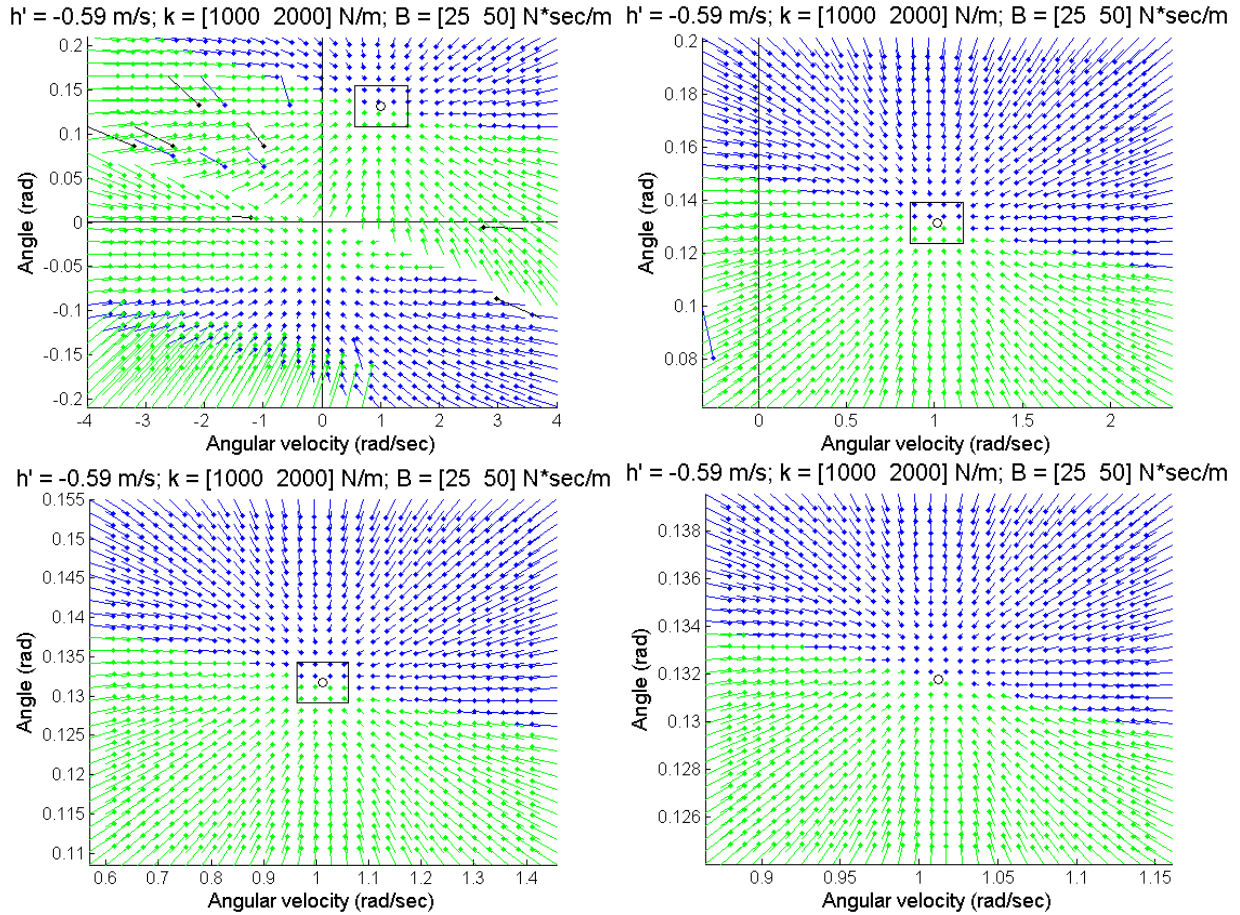 h' = -0.59 m/s; k = [1000  2000] N/m; B = [25  50] N*sec/m
0.2
0.15
0.1
0.05
0
-0.05
-0.1
-0.15
-0.2
Angle (rad)
-4 -3 -2 -1 0 1 2 3 4
Angular velocity (rad/sec)
h' = -0.59 m/s; k = [1000  2000] N/m; B = [25  50] N*sec/m
0.2
0.18
0.16
0.14
0.12
0.1
0.08
Angle (rad)
0 0.5 1 1.5 2
Angular velocity (rad/sec)
h' = -0.59 m/s; k = [1000  2000] N/m; B = [25  50] N*sec/m
0.155
0.15
0.145
0.14
0.135
0.13
0.125
0.12
0.115
0.11
Angle (rad)
0.6 0.7 0.8 0.9 1 1.1 1.2 1.3 1.4
Angular velocity (rad/sec)
h' = -0.59 m/s; k = [1000  2000] N/m; B = [25  50] N*sec/m
0.138
0.136
0.134
0.132
0.13
0.128
0.126
Angle (rad)
0.9 0.95 1 1.05 1.1 1.15
Angular velocity (rad/sec)